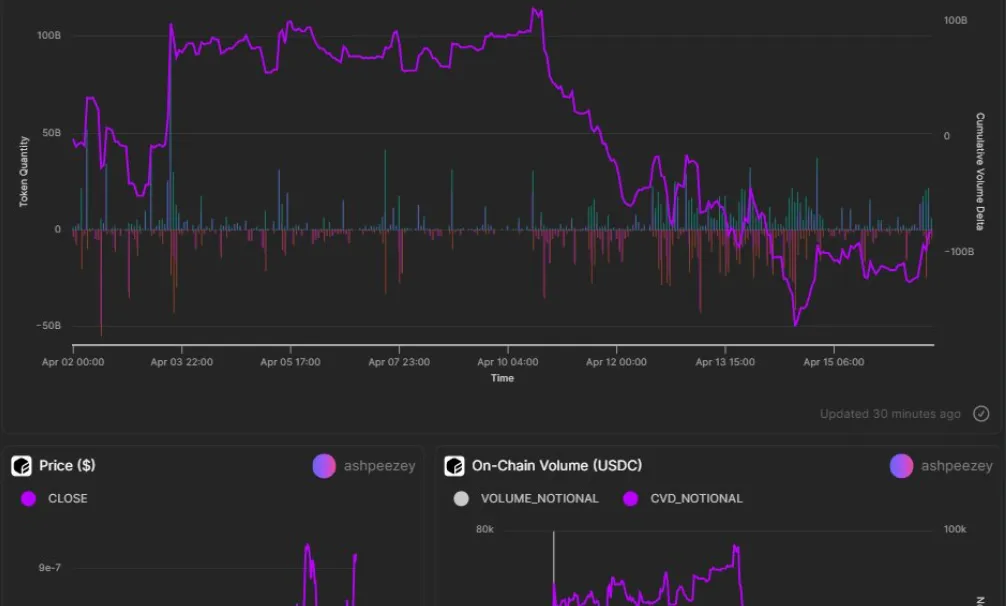 100B
100B
50B
0
0
-100B
-50B
Token Quantity
Cumulative Volume Delta
Apr 02 00:00 Apr 03 22:00 Apr 05 17:00 Apr 07 23:00 Apr 10 04:00 Apr 12 00:00 Apr 13 15:00 Apr 15 06:00
Time
Updated 30 minutes ago
Price ($) ashpeezey
CLOSE
9e-7
On-Chain Volume (USDC) ashpeezey
VOLUME_NOTIONAL CVD_NOTIONAL
80k
100k